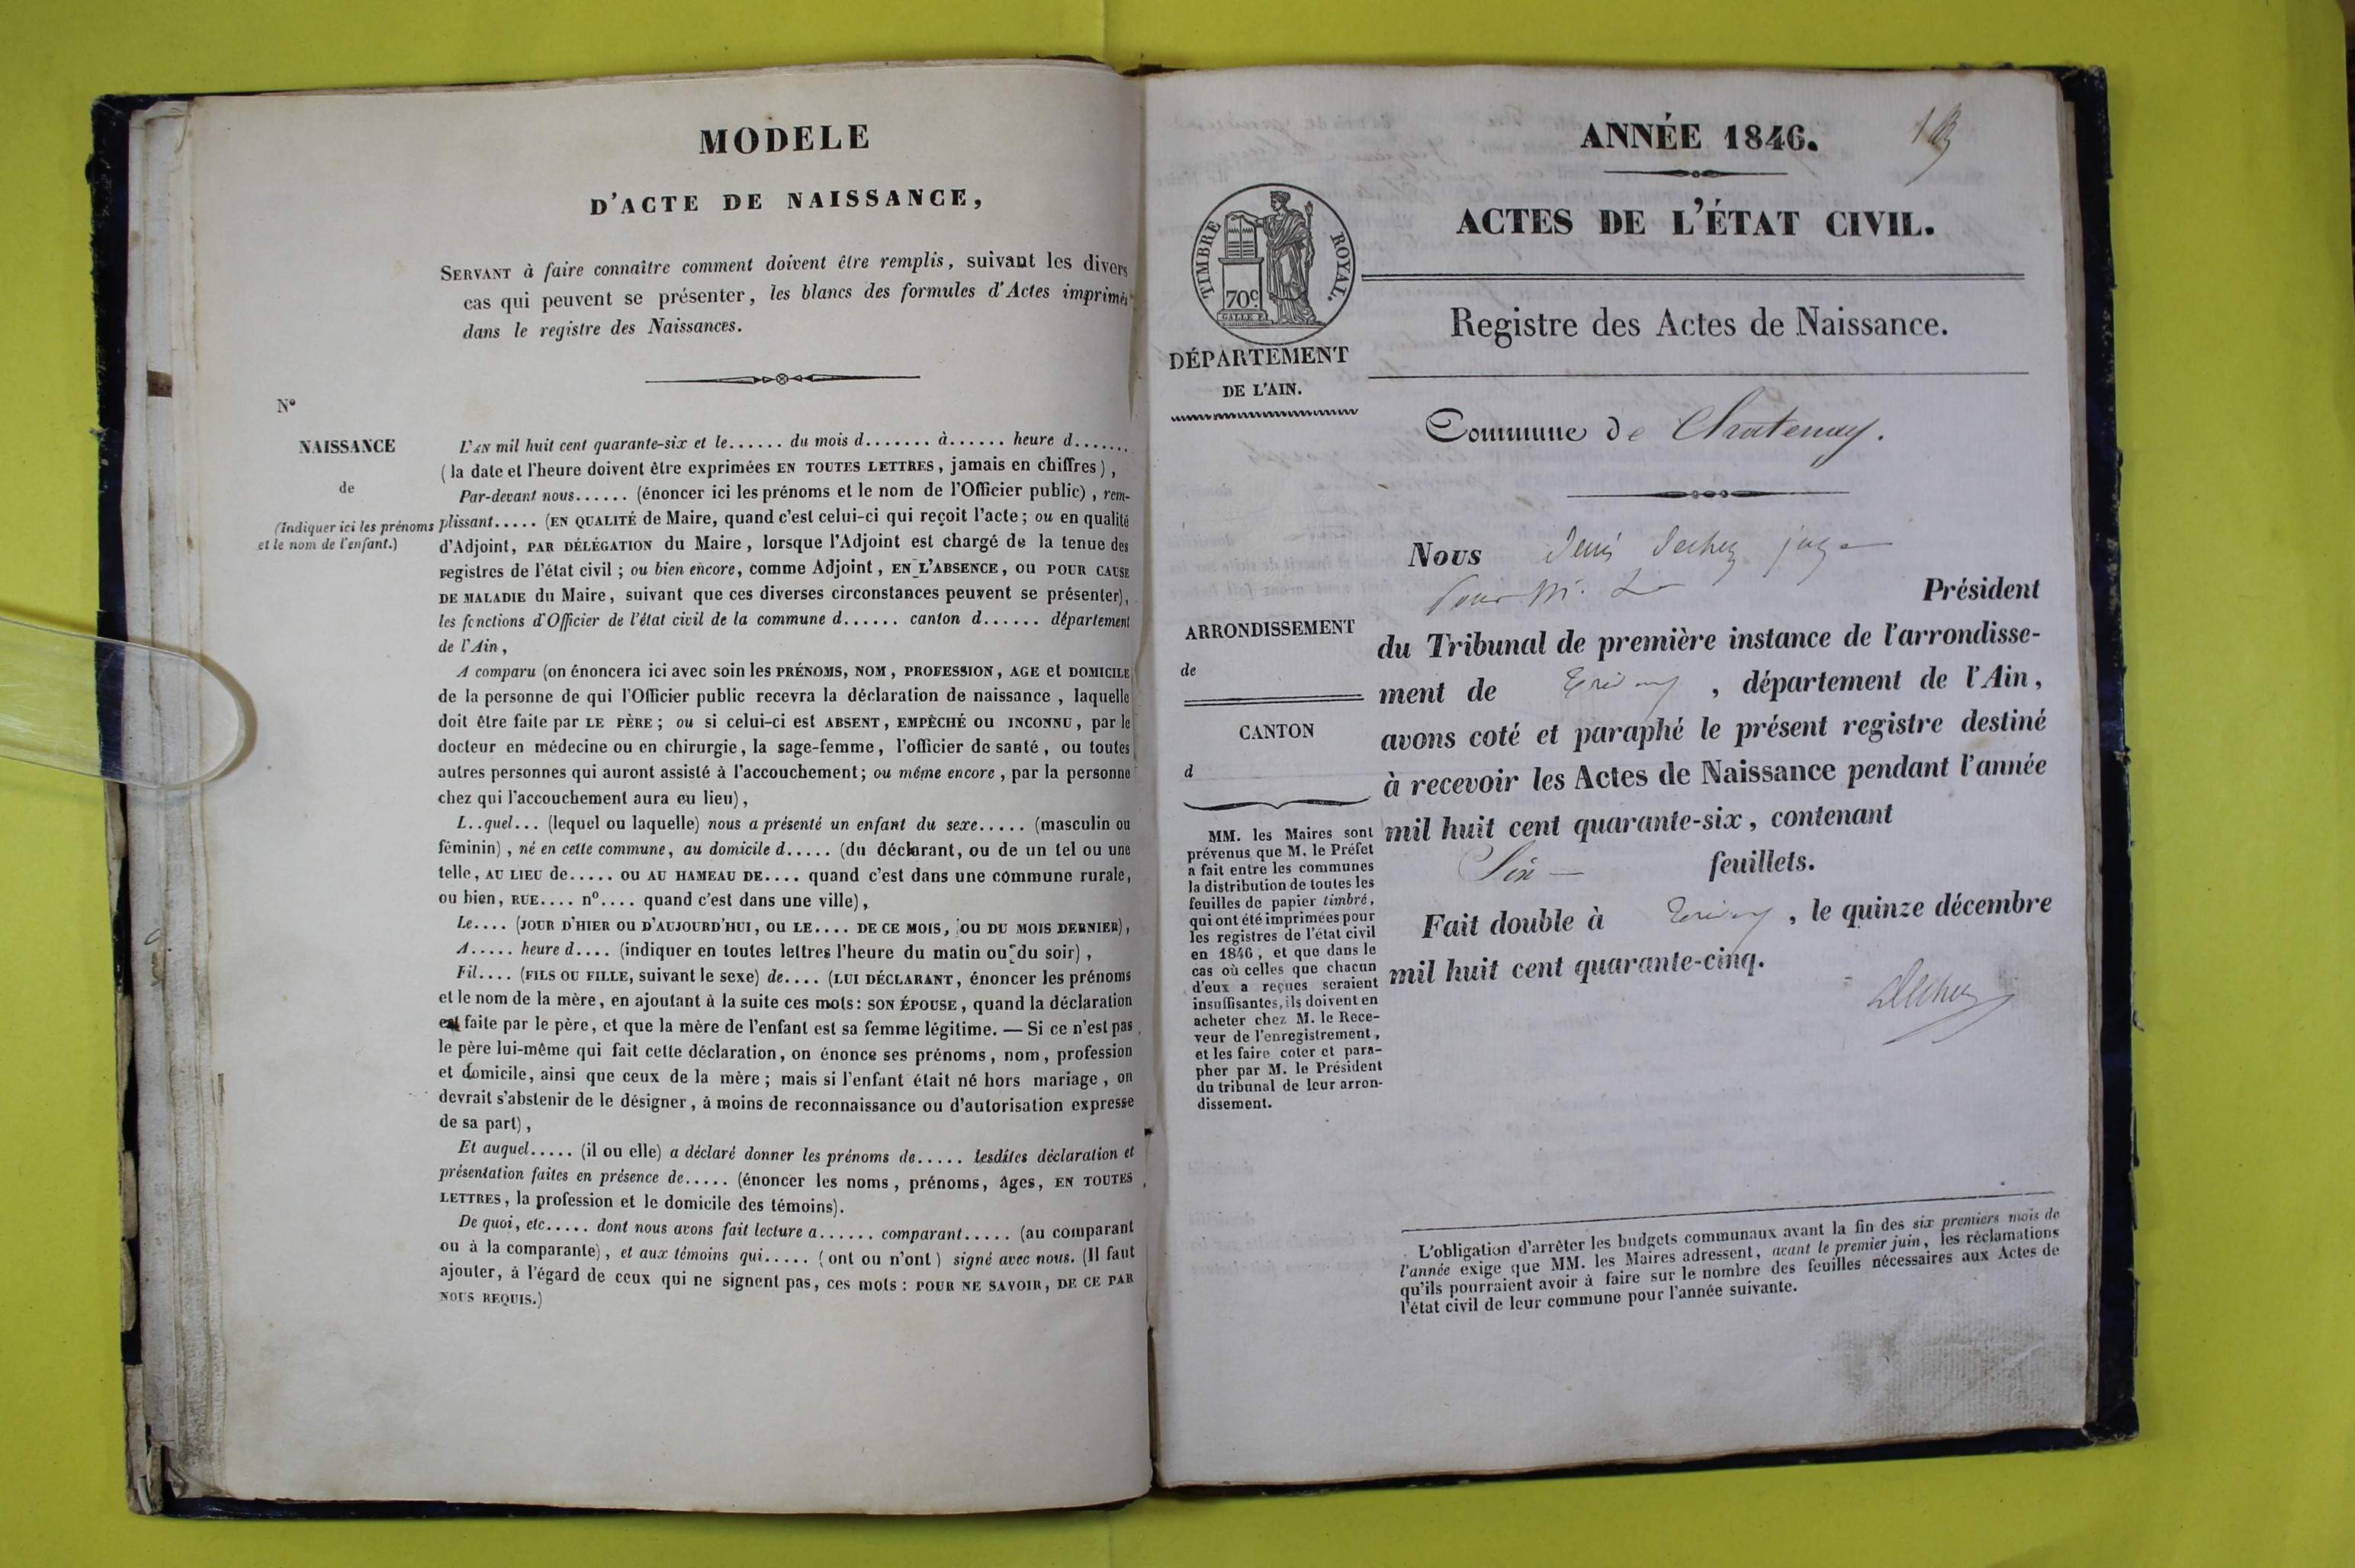 MODELE
D'ACTE DE NAISSANCE,
SERVANT à faire connaître comment doivent être remplis, suivant les divers
cas qui peuvent se présenter, les blancs des formules d'Actes imprimés
dans le registre des Naissances.
N°
NAISSANCE
de
(indiquer ici les prénoms
et le nom de l'enfant.)
L'AN mil huit cent quarante-six et le...... du mois d....... à...... heure d......
(la date et l'heure doivent être exprimées EN TOUTES LETTRES, jamais en chiffres),
Par-devant nous...... (énoncer ici les prénoms et le nom de l'Officier public), rem-
plissant..... (EN QUALITÉ de Maire, quand c'est celui-ci qui reçoit l'acte; ou en qualité
d'Adjoint, PAR DÉLÉGATION du Maire, lorsque l'Adjoint est chargé de la tenue des
registres de l'état civil; ou bien encore, comme Adjoint, EN L'ABSENCE, ou POUR CAUSE
DE MALADIE du Maire, suivant que ces diverses circonstances peuvent se présenter),
les fonctions d'Officier de l'état civil de la commune d...... canton d...... département
de l'Ain,
A comparu (on énoncera ici avec soin les PRÉNOMS, NOM, PROFESSION, AGE et DOMICILE
de la personne de qui l'Officier public recevra la déclaration de naissance, laquelle
doit être faite par LE PÈRE; ou si celui-ci est ABSENT, EMPÊCHÉ ou INCONNU, par le
docteur en médecine ou en chirurgie, la sage-femme, l'officier de santé, ou toutes
autres personnes qui auront assisté à l'accouchement; ou même encore, par la personne
chez qui l'accouchement aura eu lieu),
L..quel... (lequel ou laquelle) nous a présenté un enfant du sexe..... (masculin ou
féminin), né en cette commune, au domicile d..... (du déclarant, ou de un tel ou une
telle, AU LIEU de..... ou AU HAMEAU DE.... quand c'est dans une commune rurale,
ou bien, RUE.... n°.... quand c'est dans une ville),
Le.... (JOUR D'HIER OU D'AUJOURD'HUI, OU LE.... DE CE MOIS, OU DU MOIS DERNIER),
A..... heure d.... (indiquer en toutes lettres l'heure du matin ou du soir),
Fil.... (FILS OU FILLE, suivant le sexe) de.... (LUI DÉCLARANT, énoncer les prénoms
et le nom de la mère, en ajoutant à la suite ces mots: SON ÉPOUSE, quand la déclaration
est faite par le père, et que la mère de l'enfant est sa femme légitime. — Si ce n'est pas
le père lui-même qui fait cette déclaration, on énonce ses prénoms, nom, profession
et domicile, ainsi que ceux de la mère; mais si l'enfant était né hors mariage, on
devrait s'abstenir de le désigner, à moins de reconnaissance ou d'autorisation expresse
de sa part),
Et auquel..... (il ou elle) a déclaré donner les prénoms de..... lesdites déclaration et
présentation faites en présence de..... (énoncer les noms, prénoms, âges, EN TOUTES
LETTRES, la profession et le domicile des témoins).
De quoi, etc..... dont nous avons fait lecture a...... comparant..... (au comparant
ou à la comparante), et aux témoins qui..... (ont ou n'ont) signé avec nous. (Il faut
ajouter, à l'égard de ceux qui ne signent pas, ces mots: POUR NE SAVOIR, DE CE PAR
NOUS REQUIS.)
ANNÉE 1846.
ACTES DE L'ÉTAT CIVIL.
TIMBRE ROYAL.
70c
Registre des Actes de Naissance.
DÉPARTEMENT
DE L'AIN.
Commune de Chatenay.
Nous Denis juge
Pour M. Le Président
du Tribunal de première instance de l'arrondisse-
ment de Trévoux, département de l'Ain,
avons coté et paraphé le présent registre destiné
à recevoir les Actes de Naissance pendant l'année
mil huit cent quarante-six, contenant
Six feuillets.
Fait double à Trévoux, le quinze décembre
mil huit cent quarante-cinq.
ARRONDISSEMENT
de
CANTON
d
MM. les Maires sont
prévenus que M. le Préfet
a fait entre les communes
la distribution de toutes les
feuilles de papier timbré,
qui ont été imprimées pour
les registres de l'état civil
en 1846, et que dans le
cas où celles que chacun
d'eux a reçues seraient
insuffisantes, ils doivent en
acheter chez M. le Rece-
veur de l'enregistrement,
et les faire coter et para-
pher par M. le Président
du tribunal de leur arron-
dissement.
L'obligation d'arrêter les budgets communaux avant la fin des six premiers mois de
l'année exige que MM. les Maires adressent, avant le premier juin, les réclamations
qu'ils pourraient avoir à faire sur le nombre des feuilles nécessaires aux Actes de
l'état civil de leur commune pour l'année suivante.